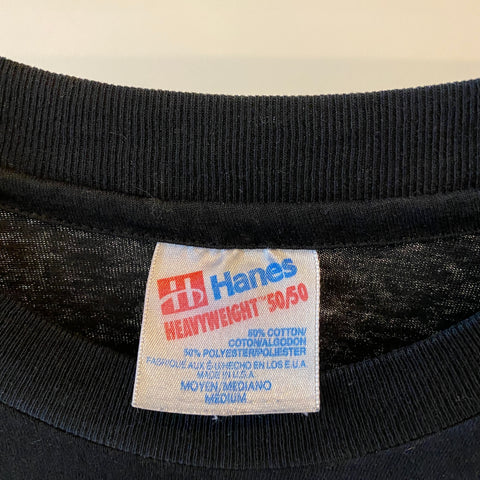 Hanes
HEAVYWEIGHT™ 50/50
50% COTTON/
COTON/ALGODON
50% POLYESTER/POLIESTER
FABRIQUE AUX É.U./HECHO EN LOS E.U.A.
MADE IN U.S.A.
MOYEN/MEDIANO
MEDIUM